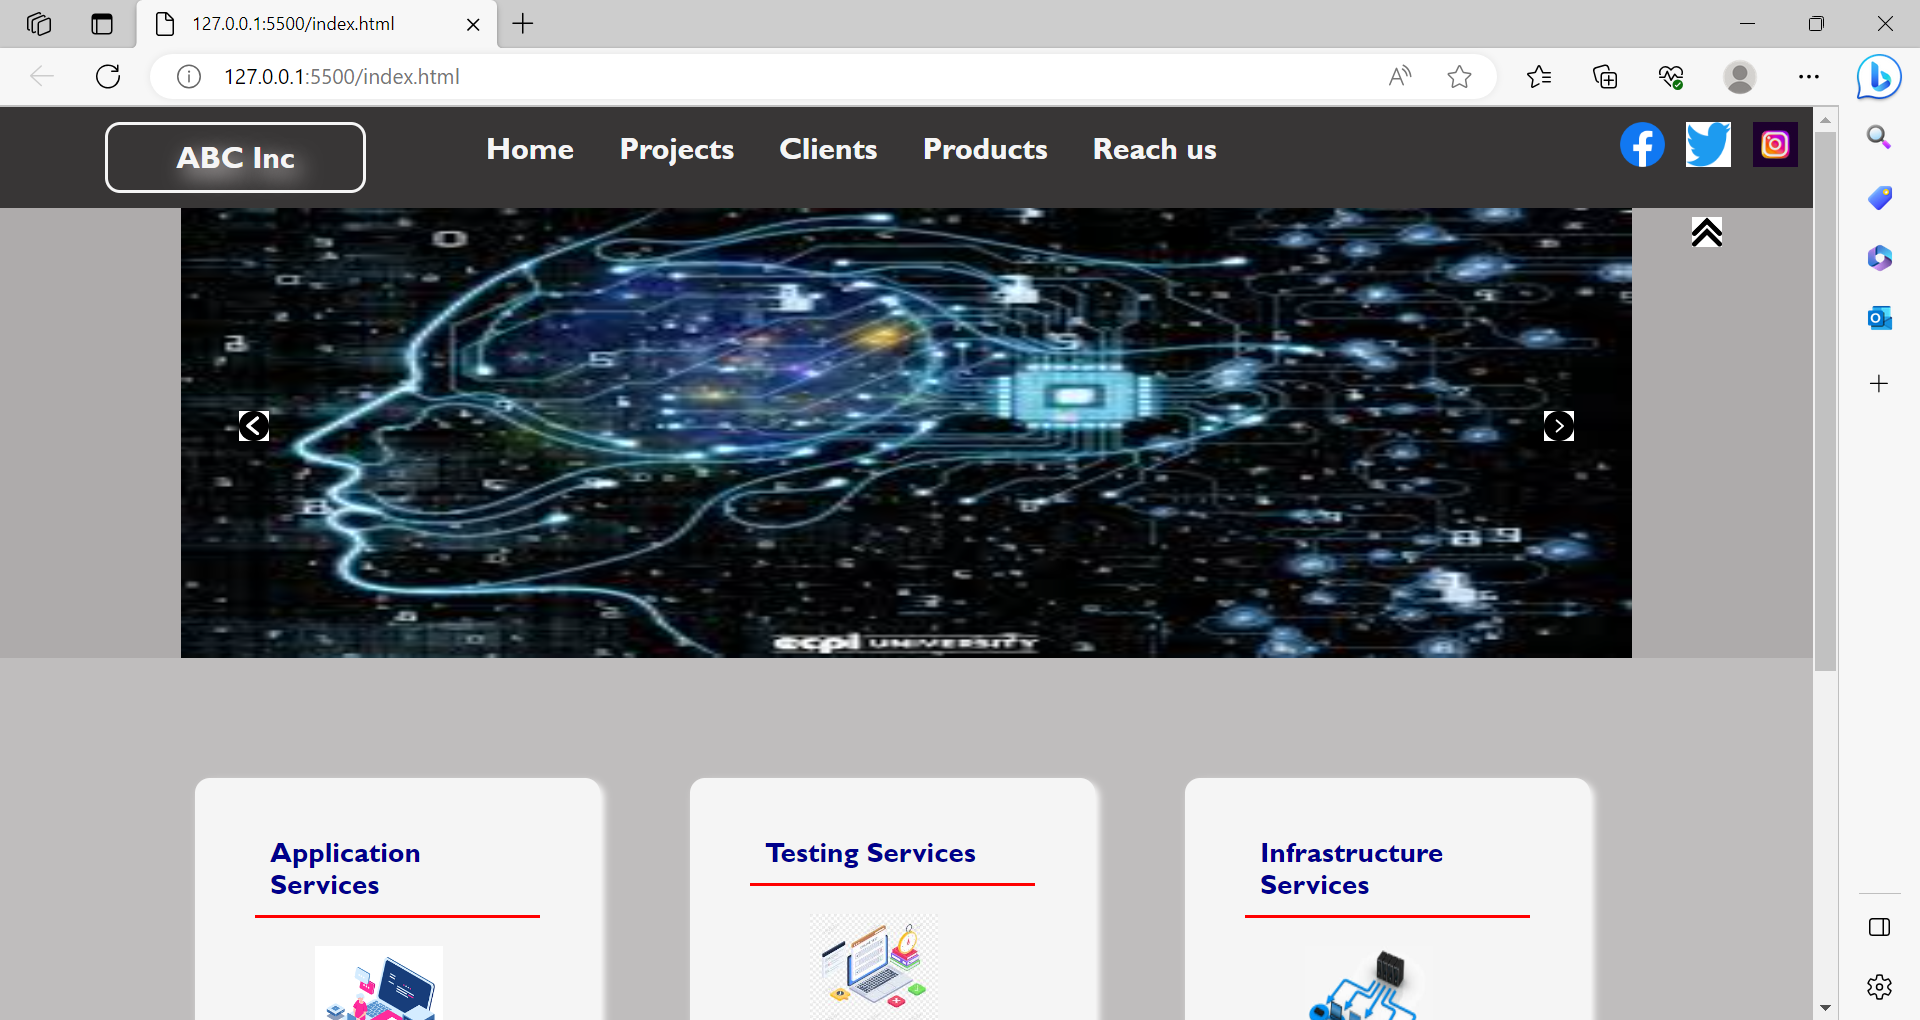 127.0.0.1:5500/index.html
127.0.0.1:5500/index.html
ABC Inc
Home Projects Clients Products Reach us
ecpi UNIVERSITY
Application
Services
Testing Services
Infrastructure
Services